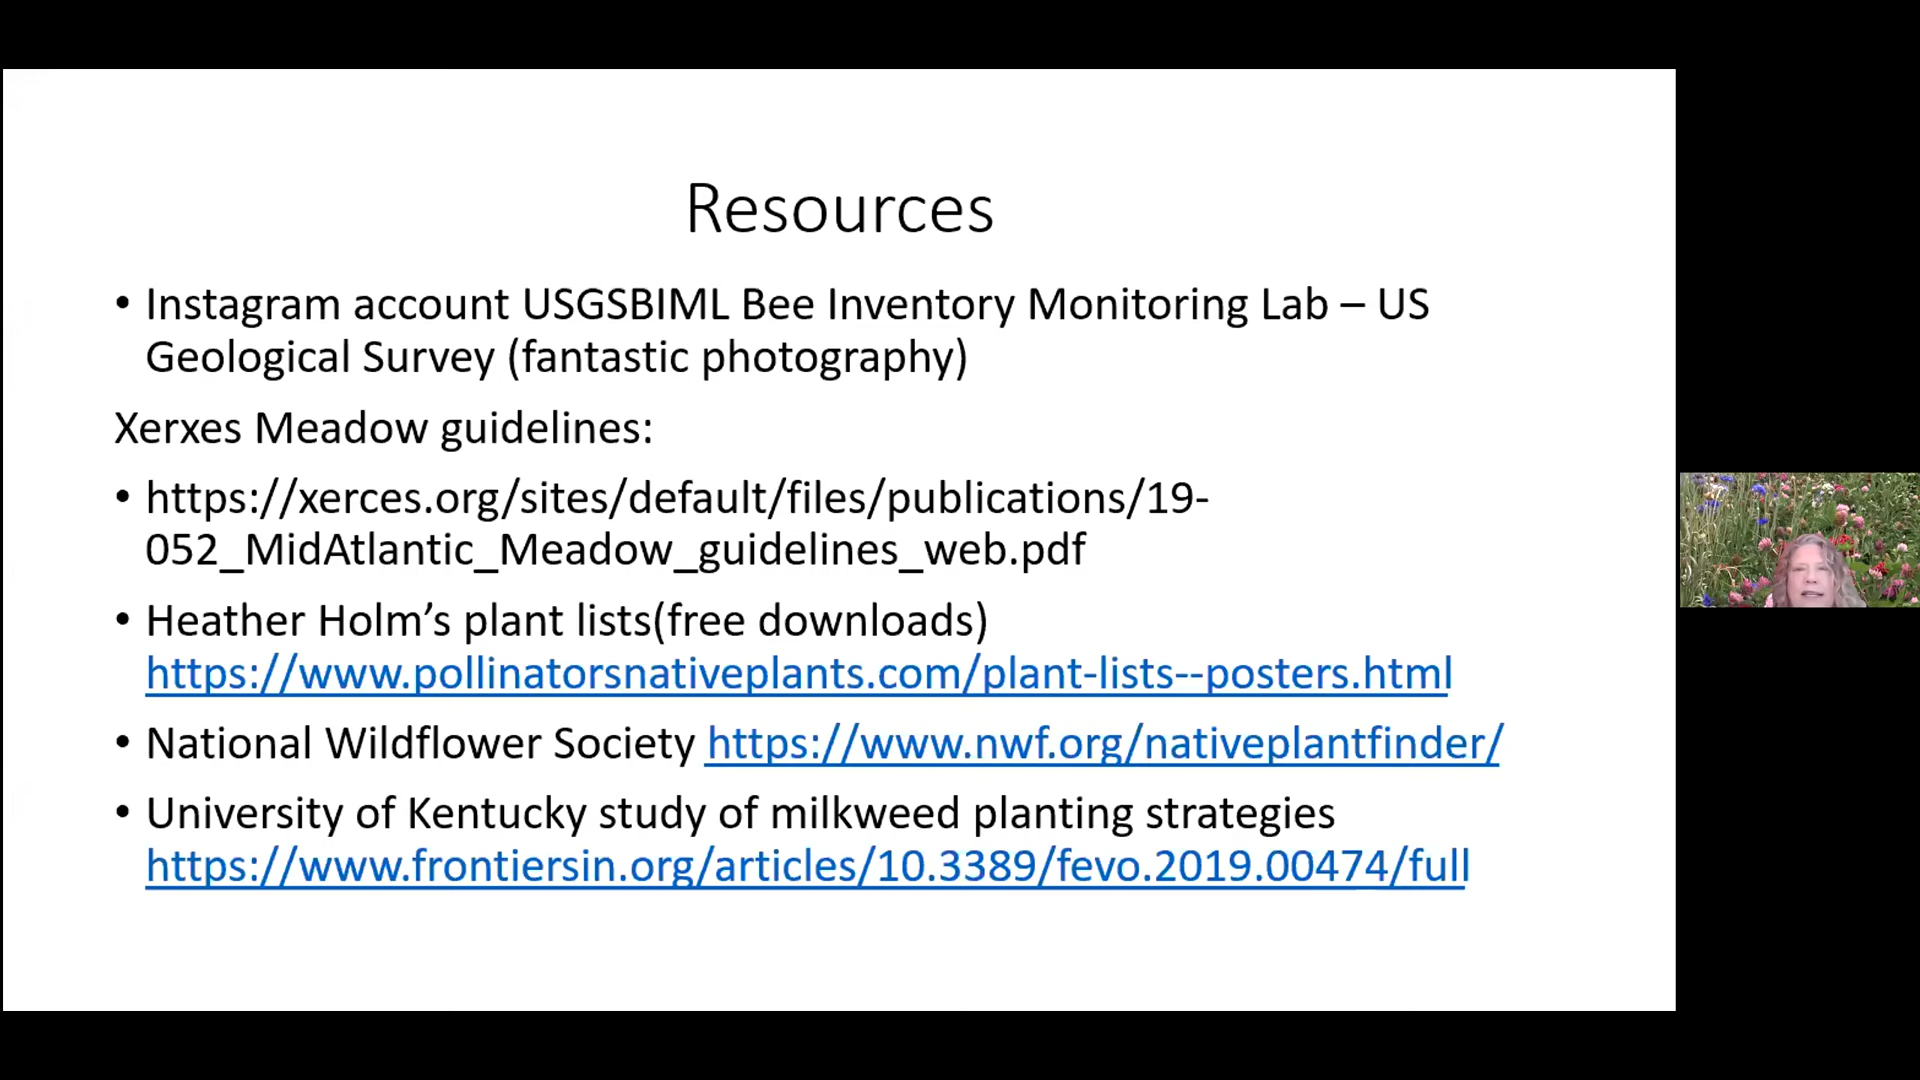 Resources
• Instagram account USGSBIML Bee Inventory Monitoring Lab – US
Geological Survey (fantastic photography)
Xerxes Meadow guidelines:
• https://xerces.org/sites/default/files/publications/19-
052_MidAtlantic_Meadow_guidelines_web.pdf
• Heather Holm’s plant lists(free downloads)
https://www.pollinatorsnativeplants.com/plant-lists--posters.html
• National Wildflower Society https://www.nwf.org/nativeplantfinder/
• University of Kentucky study of milkweed planting strategies
https://www.frontiersin.org/articles/10.3389/fevo.2019.00474/full